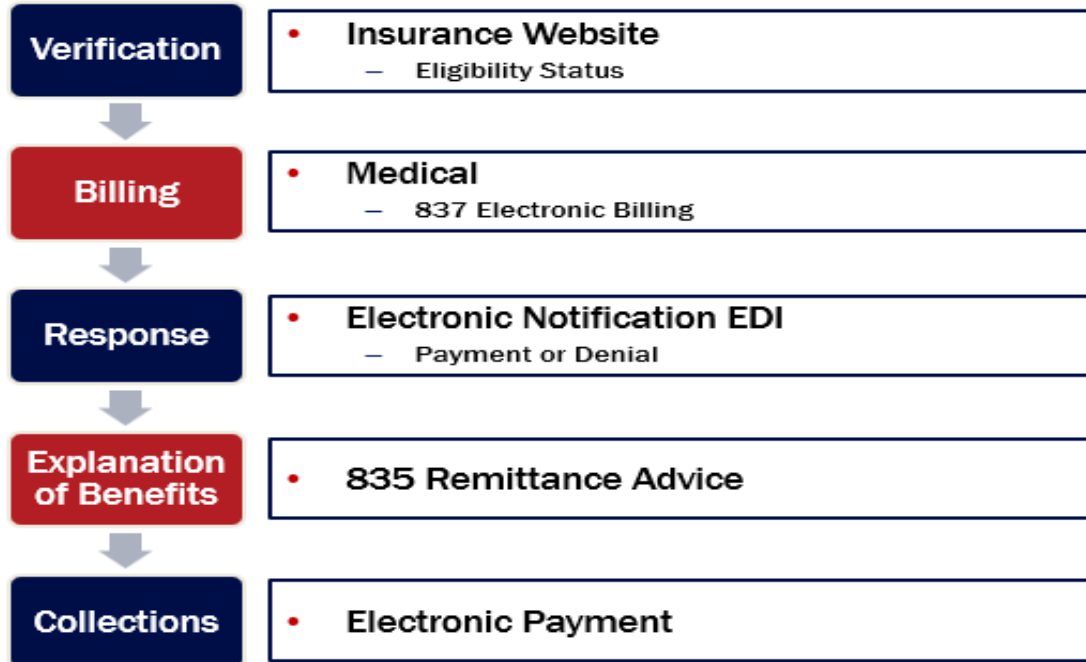 Verification
• Insurance Website
– Eligibility Status
Billing
• Medical
– 837 Electronic Billing
Response
• Electronic Notification EDI
– Payment or Denial
Explanation
of Benefits
• 835 Remittance Advice
Collections
• Electronic Payment